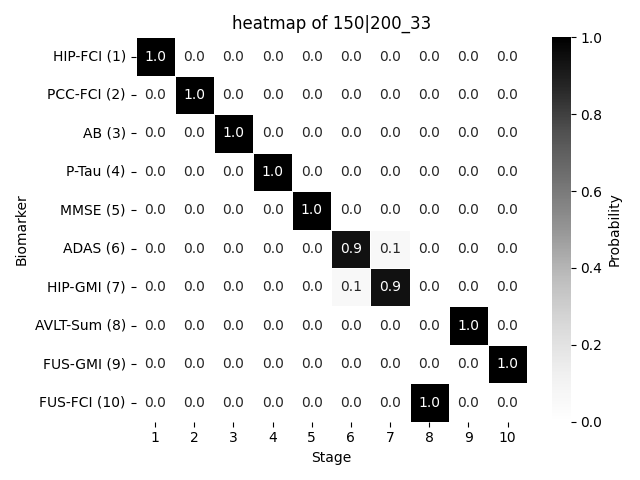 heatmap of 150|200_33
HIP-FCI (1) 1.0 0.0 0.0 0.0 0.0 0.0 0.0 0.0 0.0 0.0
PCC-FCI (2) 0.0 1.0 0.0 0.0 0.0 0.0 0.0 0.0 0.0 0.0
AB (3) 0.0 0.0 1.0 0.0 0.0 0.0 0.0 0.0 0.0 0.0
P-Tau (4) 0.0 0.0 0.0 1.0 0.0 0.0 0.0 0.0 0.0 0.0
MMSE (5) 0.0 0.0 0.0 0.0 1.0 0.0 0.0 0.0 0.0 0.0
ADAS (6) 0.0 0.0 0.0 0.0 0.0 0.9 0.1 0.0 0.0 0.0
HIP-GMI (7) 0.0 0.0 0.0 0.0 0.0 0.1 0.9 0.0 0.0 0.0
AVLT-Sum (8) 0.0 0.0 0.0 0.0 0.0 0.0 0.0 0.0 1.0 0.0
FUS-GMI (9) 0.0 0.0 0.0 0.0 0.0 0.0 0.0 0.0 0.0 1.0
FUS-FCI (10) 0.0 0.0 0.0 0.0 0.0 0.0 0.0 1.0 0.0 0.0
1 2 3 4 5 6 7 8 9 10
Stage
Biomarker
1.0
0.8
0.6
0.4
0.2
0.0
Probability